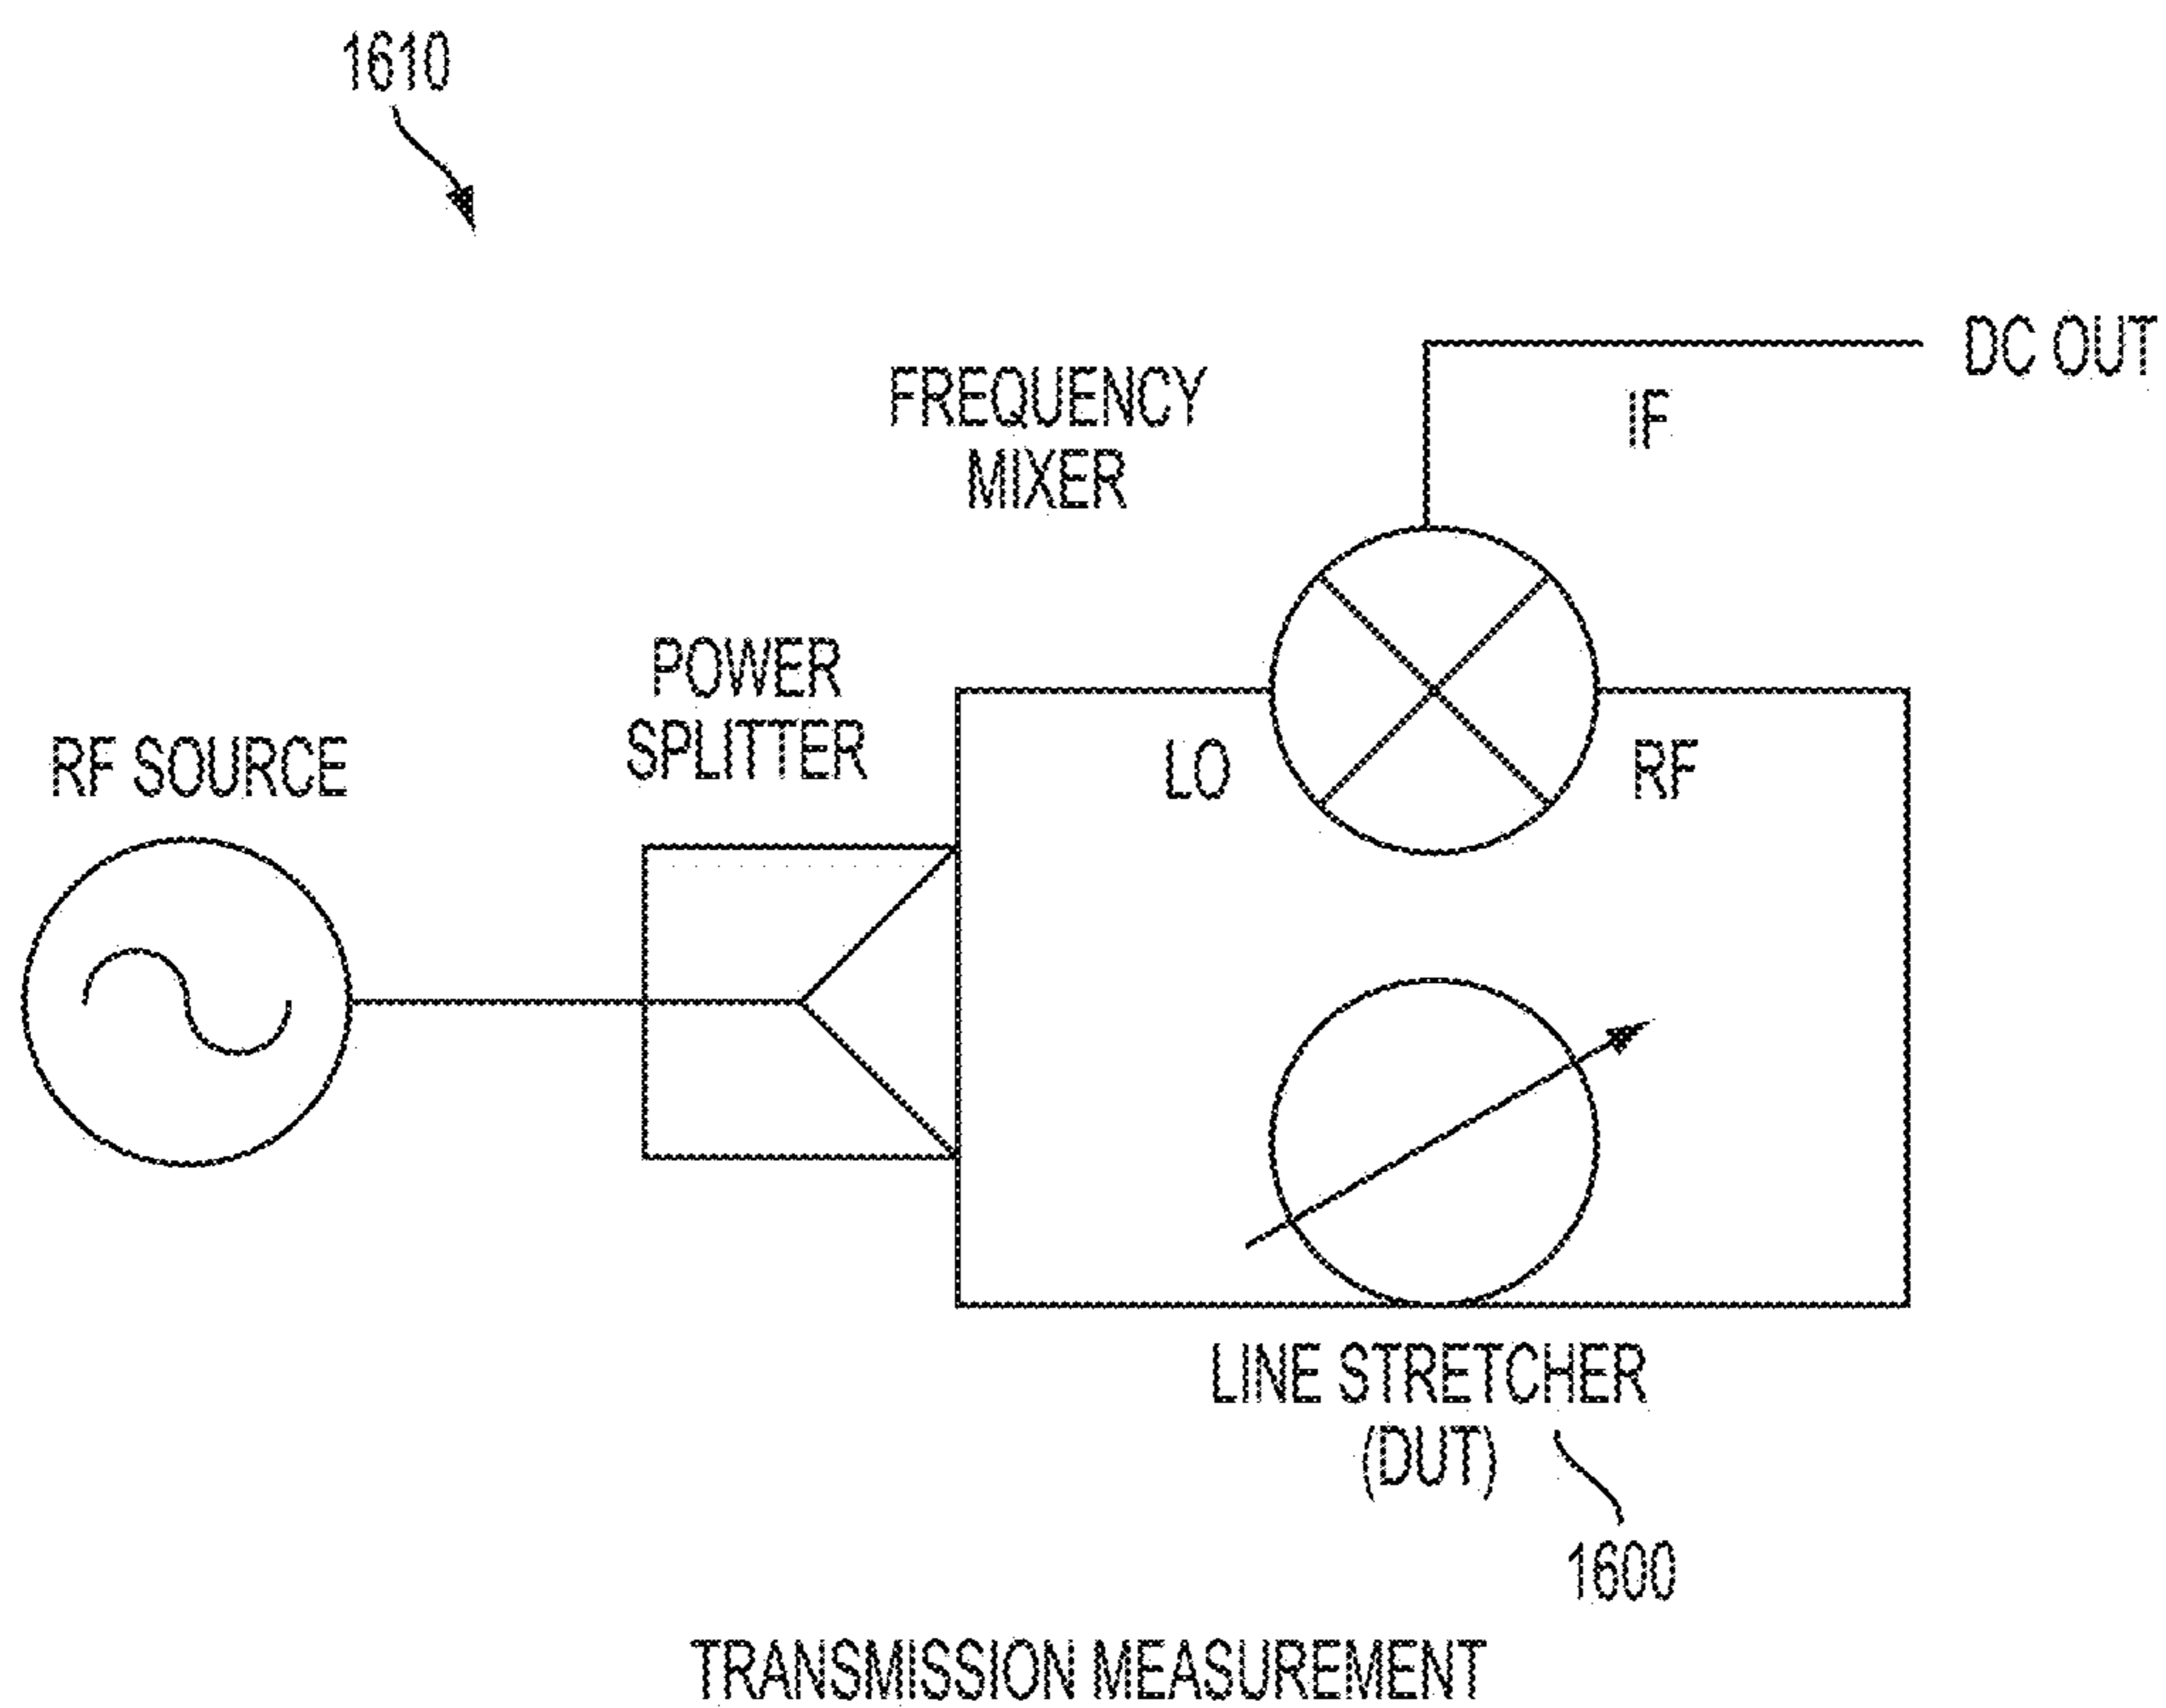 1610
DC OUT
FREQUENCY
MIXER
IF
POWER
SPLITTER
RF SOURCE
LO
RF
LINE STRETCHER
(DUT)
1600
TRANSMISSION MEASUREMENT